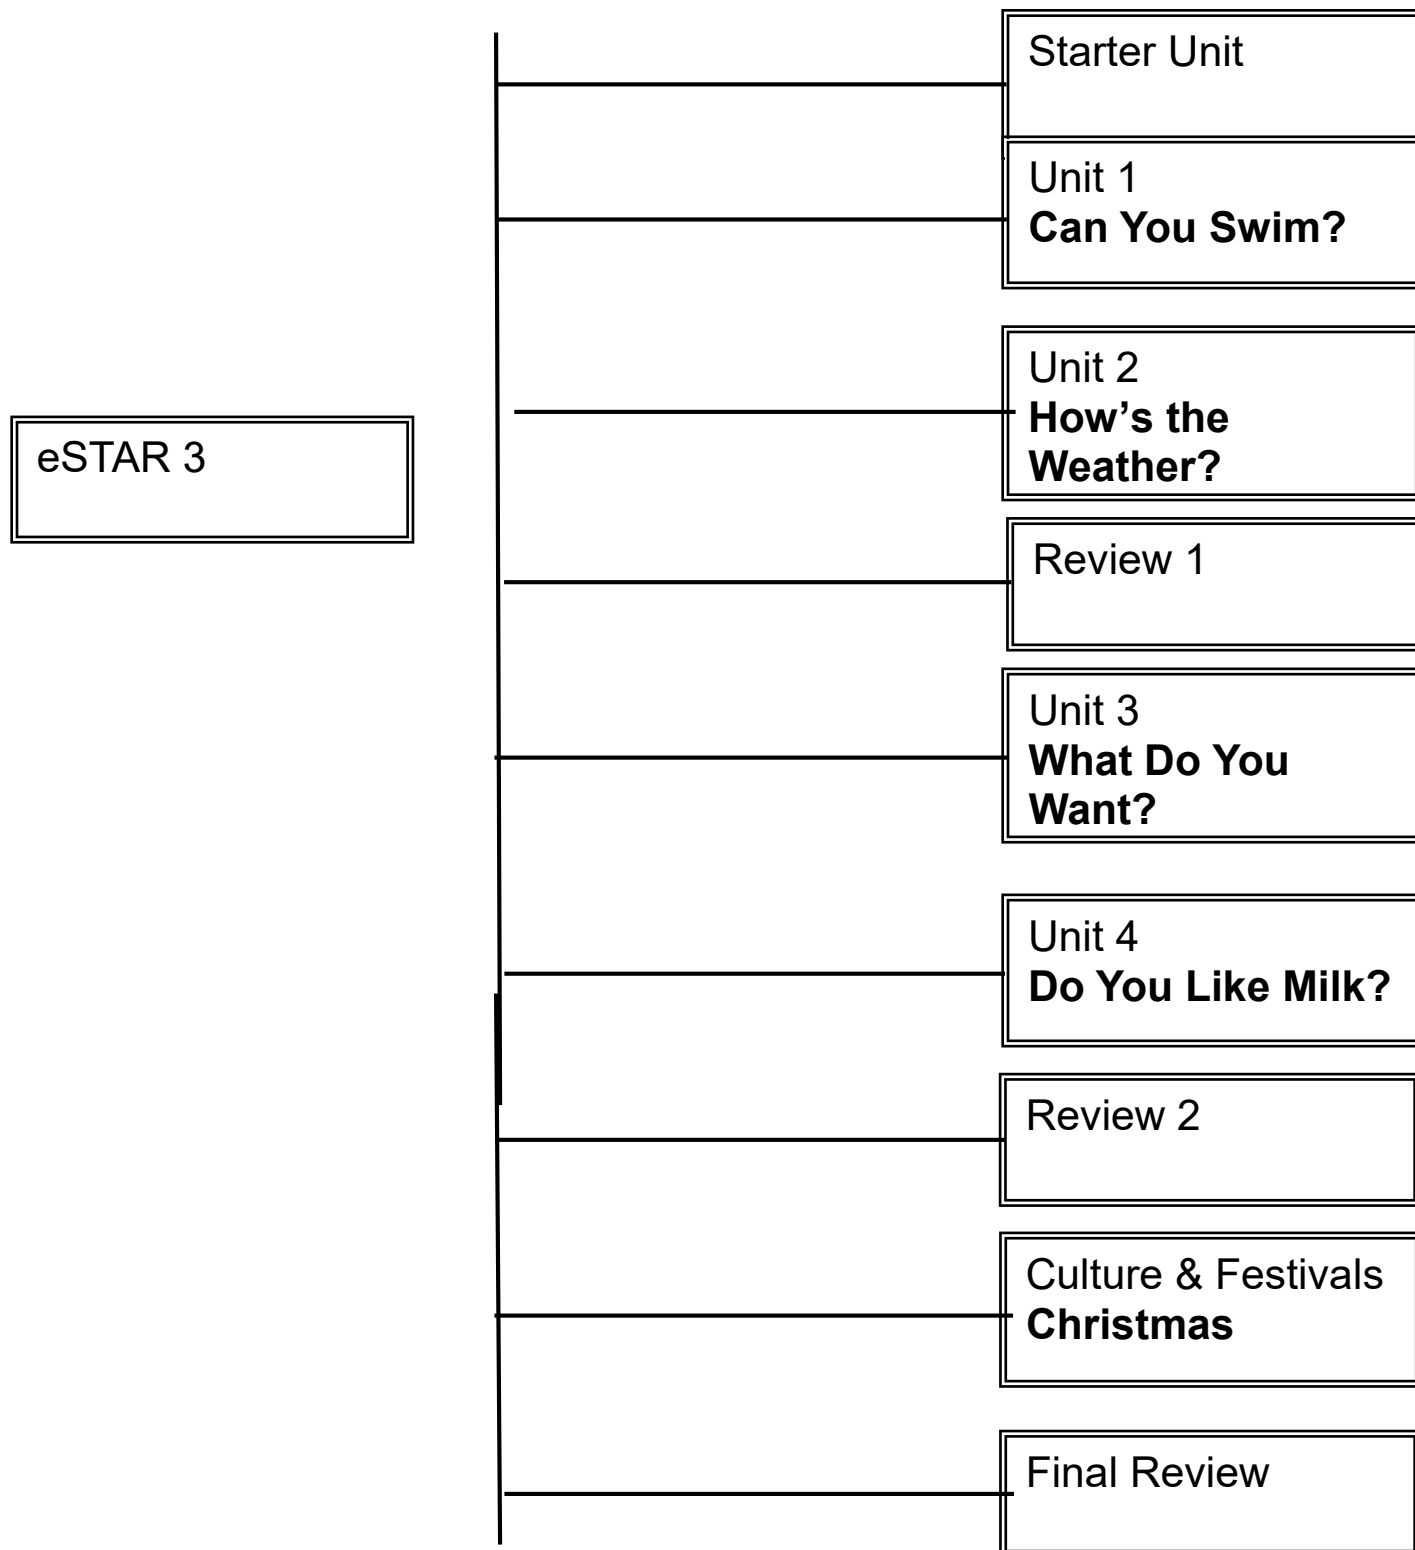 Starter Unit
Unit 1
Can You Swim?
Unit 2
How’s the
Weather?
eSTAR 3
Review 1
Unit 3
What Do You
Want?
Unit 4
Do You Like Milk?
Review 2
Culture & Festivals
Christmas
Final Review